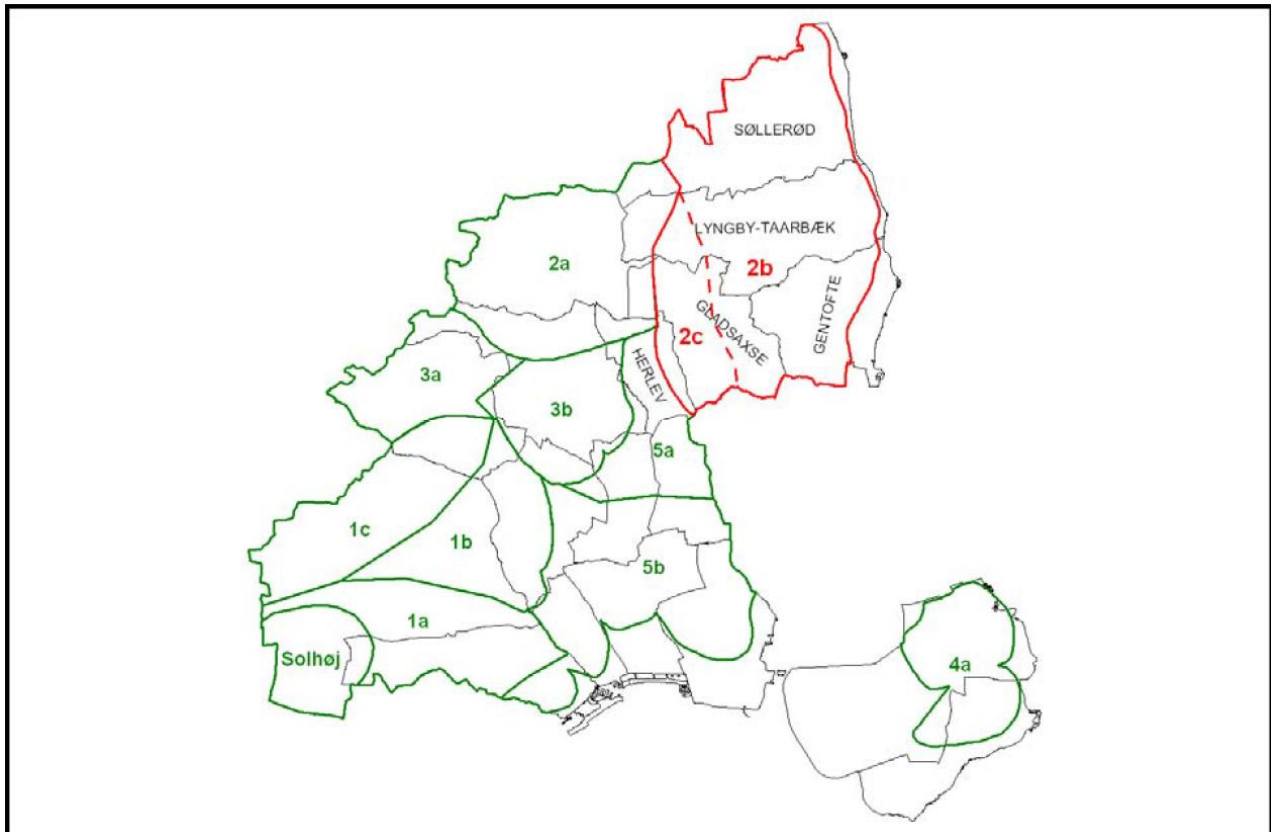 SØLLERØD
LYNGBY-TAARBÆK
2a
2b
GENTOFTE
GLADSAXSE
2c
HERLEV
3a
3b
5a
1c
1b
5b
1a
Solhøj
4a